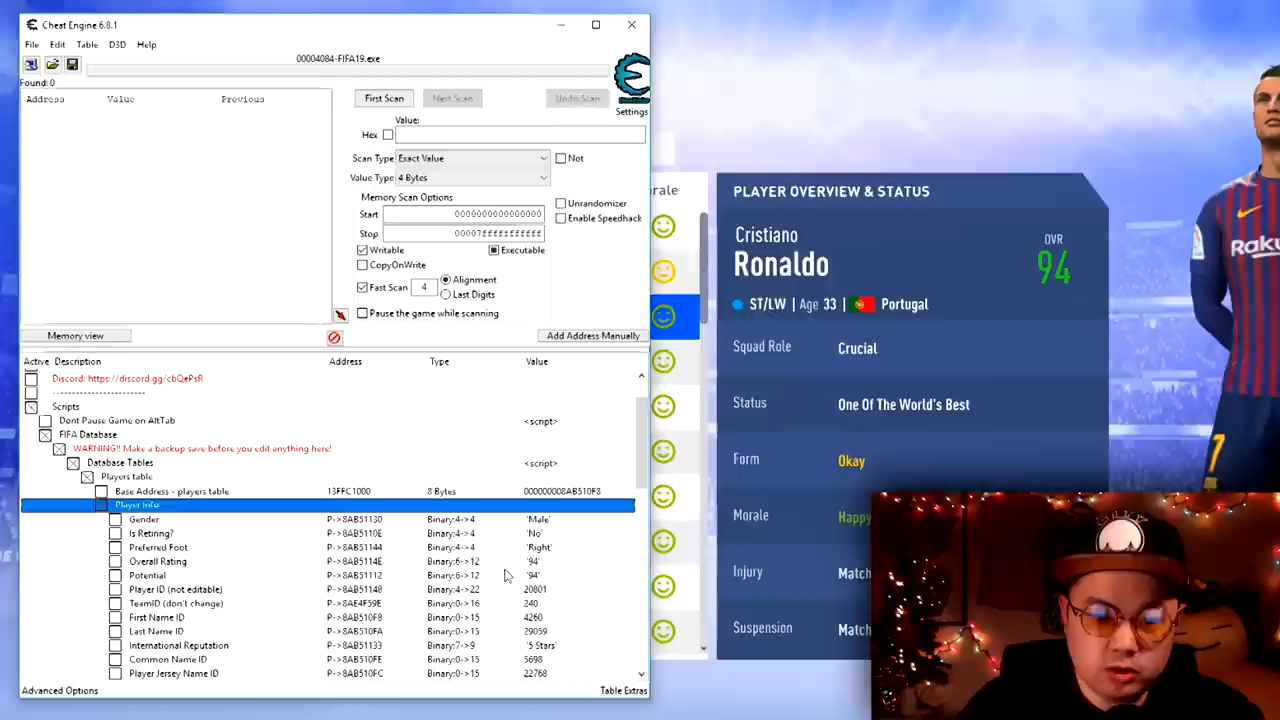 Cheat Engine 6.8.1
File Edit Table D3D Help
00004084-FIFA19.exe
Found: 0
Address Value Previous
First Scan Next Scan Undo Scan
Settings
Value:
Hex
Scan Type Exact Value Not
Value Type 4 Bytes
Memory Scan Options
Unrandomizer
Start 0000000000000000
Enable Speedhack
Stop 00007fffffffffff
Writable Executable
CopyOnWrite
Fast Scan 4 Alignment
Last Digits
Pause the game while scanning
Memory view Add Address Manually
Active Description Address Type Value
Discord: https://discord.gg/cbQePsR
------------------------
Scripts
Dont Pause Game on AltTab <script>
FIFA Database
WARNING!! Make a backup save before you edit anything here!
Database Tables <script>
Players table
Base Address - players table 13FFC1000 8 Bytes 000000008AB510F8
Player Info
Gender P->8AB51130 Binary:4->4 'Male'
Is Retiring? P->8AB5110E Binary:4->4 'No'
Preferred Foot P->8AB51144 Binary:4->4 'Right'
Overall Rating P->8AB5114E Binary:6->12 '94'
Potential P->8AB51112 Binary:6->12 '94'
Player ID (not editable) P->8AB51148 Binary:4->22 20801
TeamID (don't change) P->8AE4F59E Binary:0->16 240
First Name ID P->8AB510F8 Binary:0->15 4260
Last Name ID P->8AB510FA Binary:0->15 29059
International Reputation P->8AB51133 Binary:7->9 '5 Stars'
Common Name ID P->8AB510FE Binary:0->15 5698
Player Jersey Name ID P->8AB510FC Binary:0->15 22768
Advanced Options Table Extras
PLAYER OVERVIEW & STATUS
Cristiano
Ronaldo
OVR
94
ST/LW | Age 33 | Portugal
Squad Role Crucial
Status One Of The World's Best
Form Okay
Morale Happy
Injury Match
Suspension Match
7